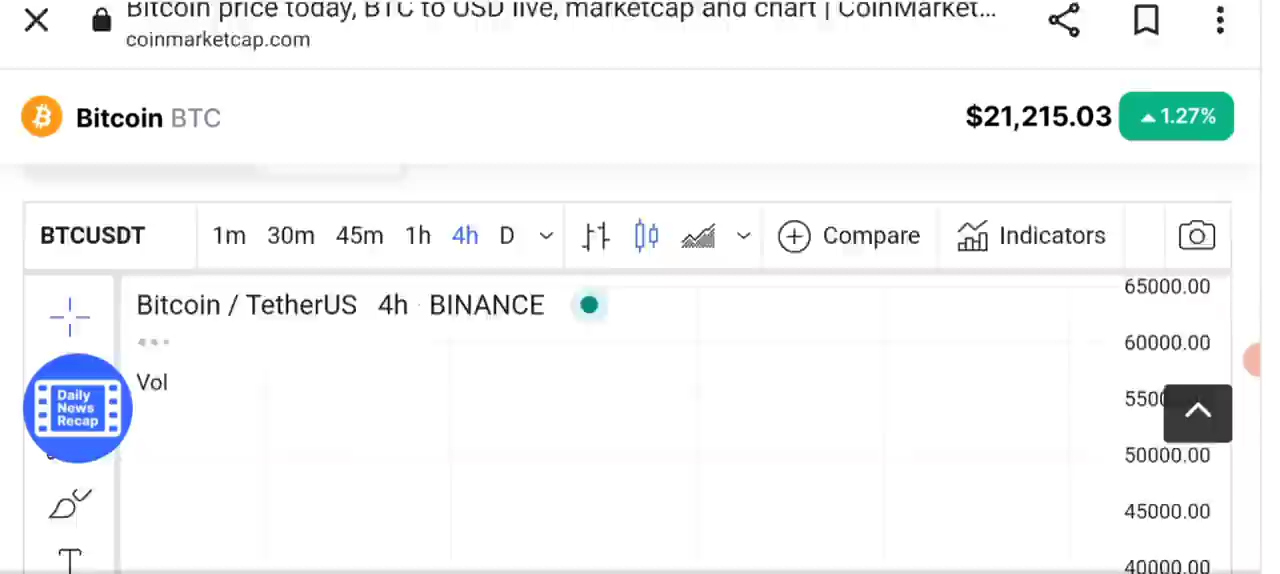 Bitcoin price today, BTC to USD live, marketcap and chart | CoinMarket...
coinmarketcap.com
Bitcoin BTC
$21,215.03 1.27%
BTCUSDT 1m 30m 45m 1h 4h D Compare Indicators
Bitcoin / TetherUS 4h · BINANCE
Vol
Daily
News
Recap
65000.00
60000.00
50000.00
45000.00
40000.00